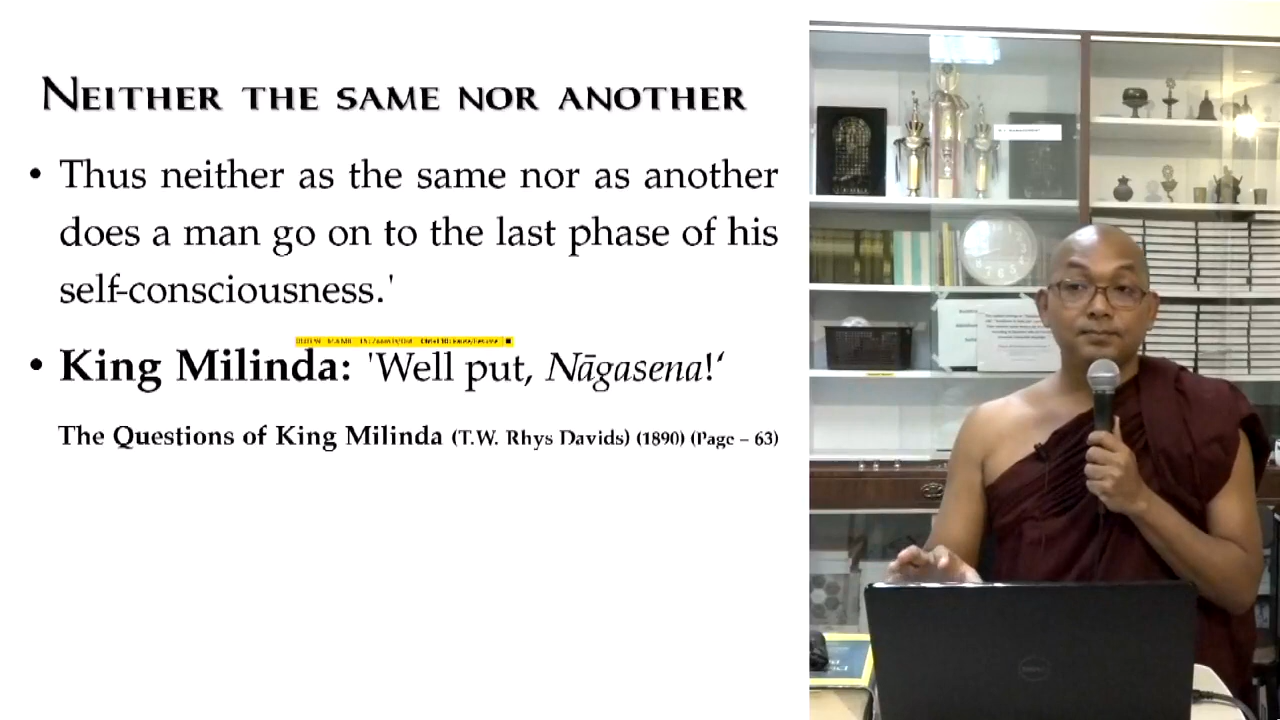 NEITHER THE SAME NOR ANOTHER
• Thus neither as the same nor as another
does a man go on to the last phase of his
self-consciousness.'
• King Milinda: 'Well put, Nāgasena!‘
The Questions of King Milinda (T.W. Rhys Davids) (1890) (Page – 63)
DELL